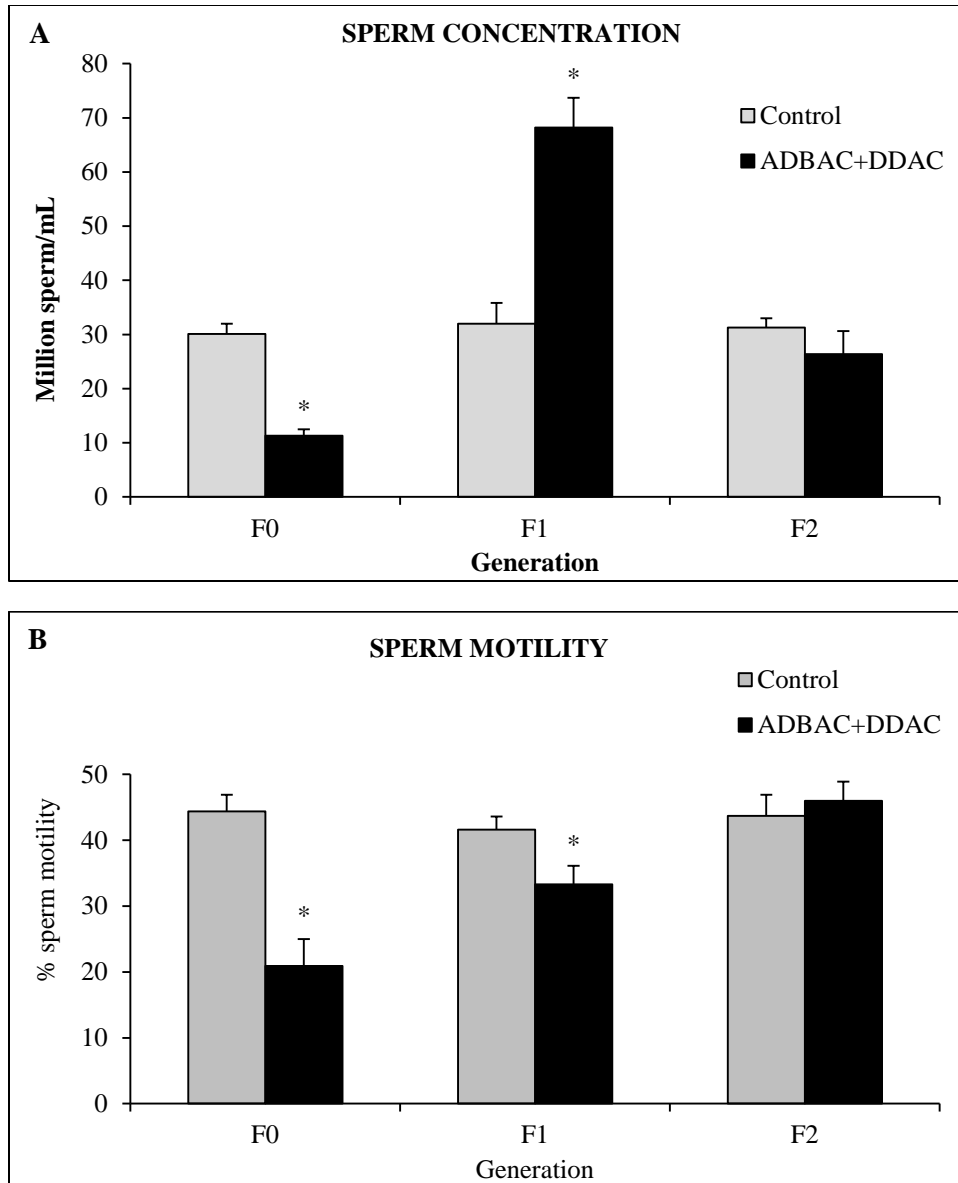 A
SPERM CONCENTRATION
80
70
60
50
40
30
20
10
0
Million sperm/mL
*
*
Control
ADBAC+DDAC
F0 F1 F2
Generation
B
SPERM MOTILITY
Control
ADBAC+DDAC
50
40
30
20
10
0
% sperm motility
*
*
F0 F1 F2
Generation